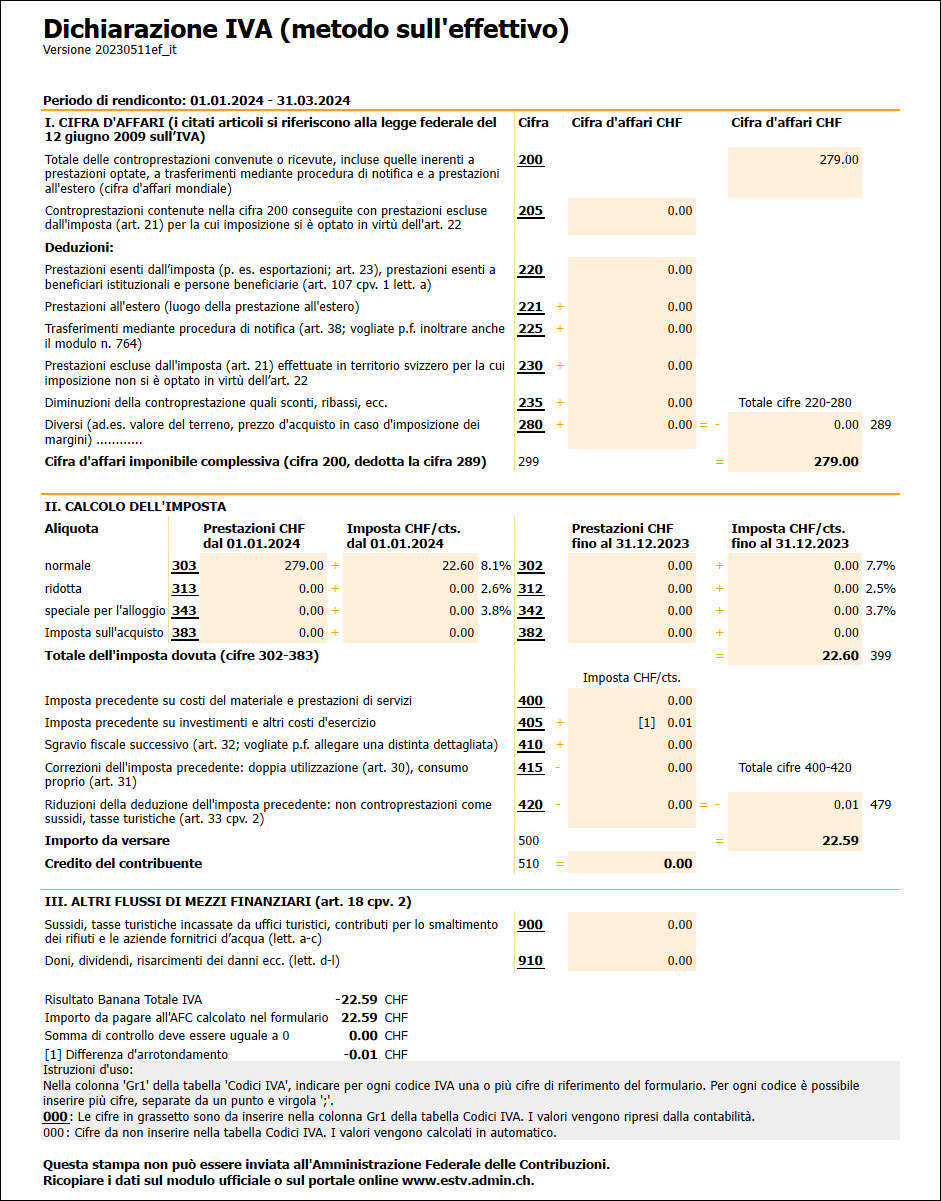 Dichiarazione IVA (metodo sull'effettivo)
Versione 20230511ef_it
Periodo di rendiconto: 01.01.2024 - 31.03.2024
I. CIFRA D'AFFARI (i citati articoli si riferiscono alla legge federale del Cifra Cifra d'affari CHF Cifra d'affari CHF
12 giugno 2009 sull’IVA)
Totale delle controprestazioni convenute o ricevute, incluse quelle inerenti a 200 279.00
prestazioni optate, a trasferimenti mediante procedura di notifica e a prestazioni
all'estero (cifra d'affari mondiale)
Controprestazioni contenute nella cifra 200 conseguite con prestazioni escluse 205 0.00
dall'imposta (art. 21) per la cui imposizione si è optato in virtù dell'art. 22
Deduzioni:
Prestazioni esenti dall’imposta (p. es. esportazioni; art. 23), prestazioni esenti a 220 0.00
beneficiari istituzionali e persone beneficiarie (art. 107 cpv. 1 lett. a)
Prestazioni all'estero (luogo della prestazione all'estero) 221 + 0.00
Trasferimenti mediante procedura di notifica (art. 38; vogliate p.f. inoltrare anche 225 + 0.00
il modulo n. 764)
Prestazioni escluse dall'imposta (art. 21) effettuate in territorio svizzero per la cui 230 + 0.00
imposizione non si è optato in virtù dell’art. 22
Diminuzioni della controprestazione quali sconti, ribassi, ecc. 235 + 0.00 Totale cifre 220-280
Diversi (ad.es. valore del terreno, prezzo d'acquisto in caso d'imposizione dei 280 + 0.00 = - 0.00 289
margini) ............
Cifra d'affari imponibile complessiva (cifra 200, dedotta la cifra 289) 299 = 279.00
II. CALCOLO DELL'IMPOSTA
Aliquota Prestazioni CHF Imposta CHF/cts. Prestazioni CHF Imposta CHF/cts.
dal 01.01.2024 dal 01.01.2024 fino al 31.12.2023 fino al 31.12.2023
normale 303 279.00 + 22.60 8.1% 302 0.00 + 0.00 7.7%
ridotta 313 0.00 + 0.00 2.6% 312 0.00 + 0.00 2.5%
speciale per l'alloggio 343 0.00 + 0.00 3.8% 342 0.00 + 0.00 3.7%
Imposta sull'acquisto 383 0.00 + 0.00 382 0.00 + 0.00
Totale dell'imposta dovuta (cifre 302-383) = 22.60 399
Imposta CHF/cts.
Imposta precedente su costi del materiale e prestazioni di servizi 400 0.00
Imposta precedente su investimenti e altri costi d'esercizio 405 + [1] 0.01
Sgravio fiscale successivo (art. 32; vogliate p.f. allegare una distinta dettagliata) 410 + 0.00
Correzioni dell'imposta precedente: doppia utilizzazione (art. 30), consumo 415 - 0.00 Totale cifre 400-420
proprio (art. 31)
Riduzioni della deduzione dell'imposta precedente: non controprestazioni come 420 - 0.00 = - 0.01 479
sussidi, tasse turistiche (art. 33 cpv. 2)
Importo da versare 500 = 22.59
Credito del contribuente 510 = 0.00
III. ALTRI FLUSSI DI MEZZI FINANZIARI (art. 18 cpv. 2)
Sussidi, tasse turistiche incassate da uffici turistici, contributi per lo smaltimento 900 0.00
dei rifiuti e le aziende fornitrici d’acqua (lett. a-c)
Doni, dividendi, risarcimenti dei danni ecc. (lett. d-l) 910 0.00
Risultato Banana Totale IVA -22.59 CHF
Importo da pagare all'AFC calcolato nel formulario 22.59 CHF
Somma di controllo deve essere uguale a 0 0.00 CHF
[1] Differenza d'arrotondamento -0.01 CHF
Istruzioni d'uso:
Nella colonna 'Gr1' della tabella 'Codici IVA', indicare per ogni codice IVA una o più cifre di riferimento del formulario. Per ogni codice è possibile
inserire più cifre, separate da un punto e virgola ';'.
000: Le cifre in grassetto sono da inserire nella colonna Gr1 della tabella Codici IVA. I valori vengono ripresi dalla contabilità.
000: Cifre da non inserire nella tabella Codici IVA. I valori vengono calcolati in automatico.
Questa stampa non può essere inviata all'Amministrazione Federale delle Contribuzioni.
Ricopiare i dati sul modulo ufficiale o sul portale online www.estv.admin.ch.